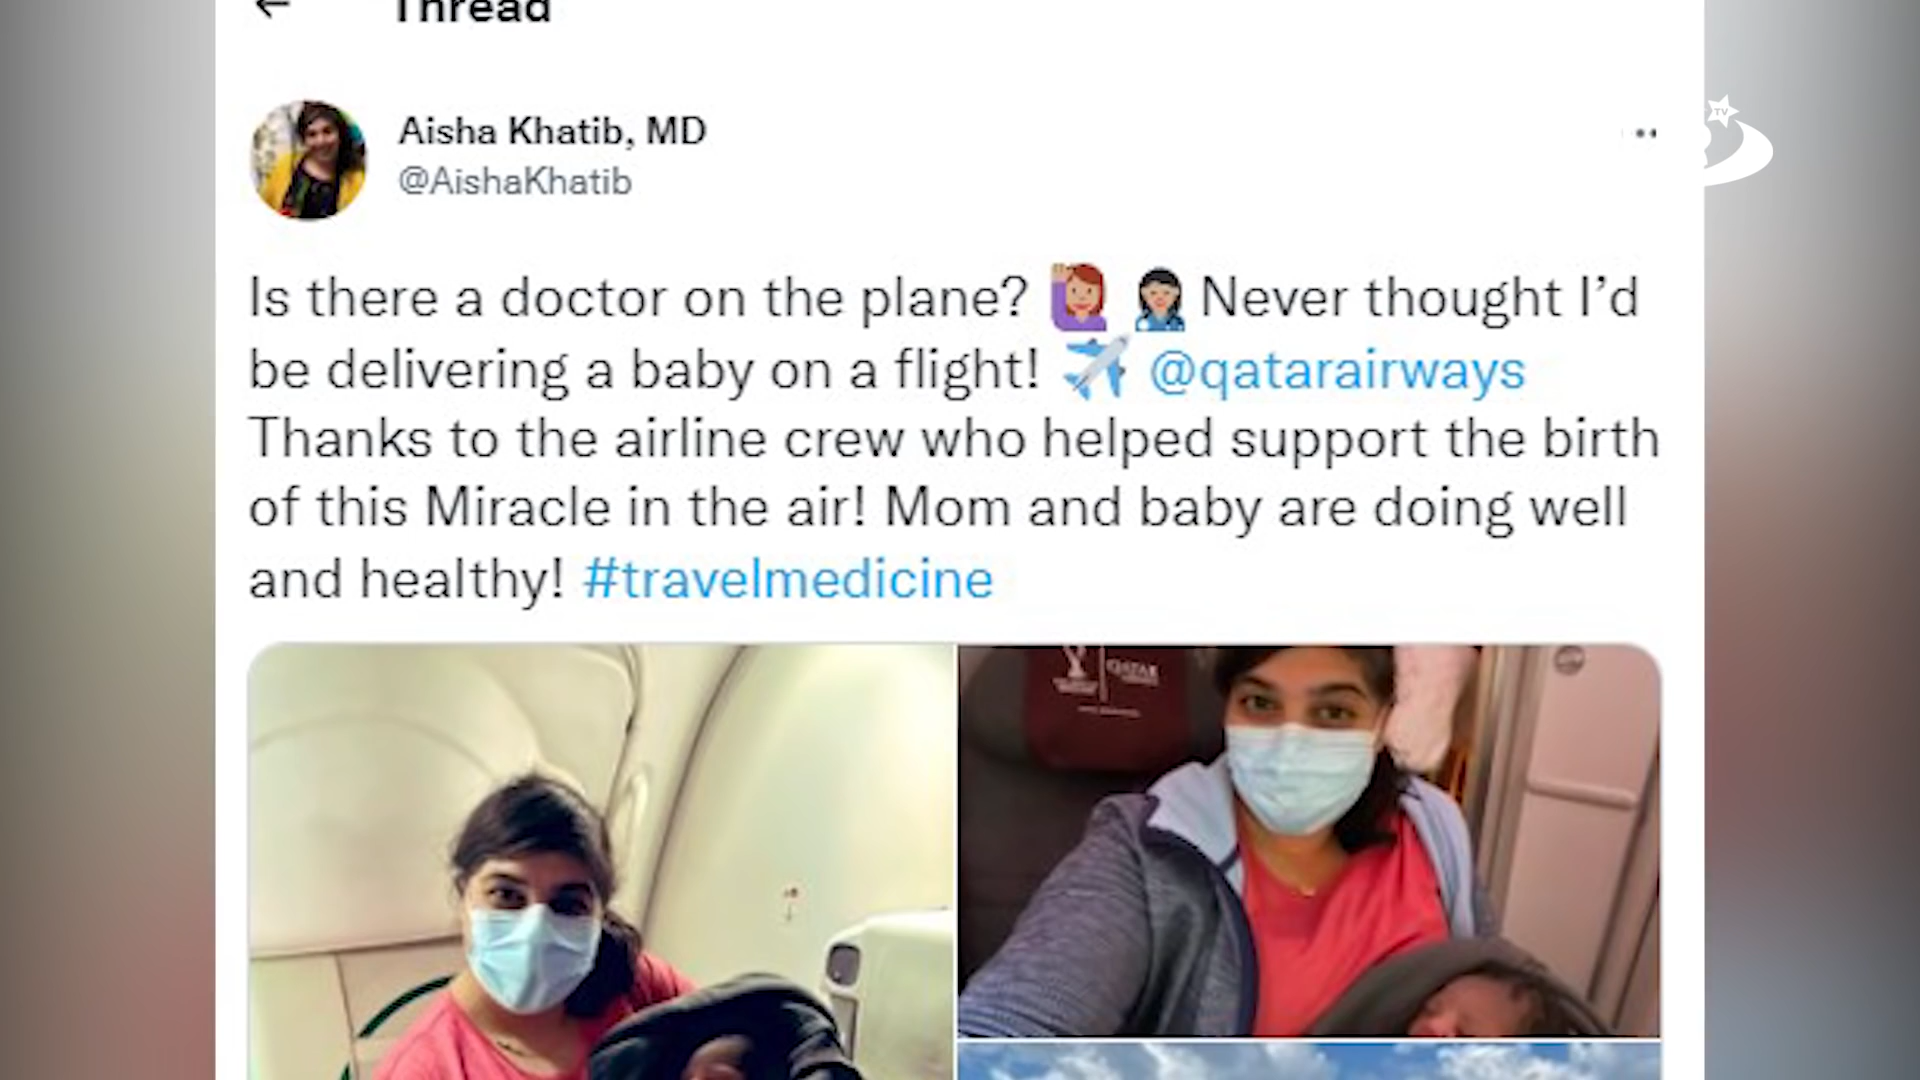 Thread
Aisha Khatib, MD
@AishaKhatib
TV
Is there a doctor on the plane? 🙋🏼‍♀️ 👩🏻‍⚕️ Never thought I’d
be delivering a baby on a flight! ✈️ @qatarairways
Thanks to the airline crew who helped support the birth
of this Miracle in the air! Mom and baby are doing well
and healthy! #travelmedicine
QATAR